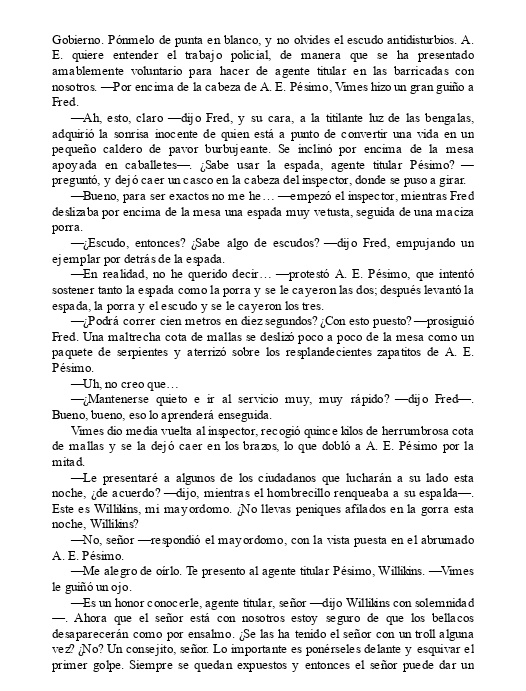 Gobierno. Pónmelo de punta en blanco, y no olvides el escudo antidisturbios. A.
E. quiere entender el trabajo policial, de manera que se ha presentado
amablemente voluntario para hacer de agente titular en las barricadas con
nosotros. —Por encima de la cabeza de A. E. Pésimo, Vimes hizo un gran guiño a
Fred.
—Ah, esto, claro —dijo Fred, y su cara, a la titilante luz de las bengalas,
adquirió la sonrisa inocente de quien está a punto de convertir una vida en un
pequeño caldero de pavor burbujeante. Se inclinó por encima de la mesa
apoyada en caballetes—. ¿Sabe usar la espada, agente titular Pésimo? —
preguntó, y dejó caer un casco en la cabeza del inspector, donde se puso a girar.
—Bueno, para ser exactos no me he… —empezó el inspector, mientras Fred
deslizaba por encima de la mesa una espada muy vetusta, seguida de una maciza
porra.
—¿Escudo, entonces? ¿Sabe algo de escudos? —dijo Fred, empujando un
ejemplar por detrás de la espada.
—En realidad, no he querido decir… —protestó A. E. Pésimo, que intentó
sostener tanto la espada como la porra y se le cayeron las dos; después levantó la
espada, la porra y el escudo y se le cayeron los tres.
—¿Podrá correr cien metros en diez segundos? ¿Con esto puesto? —prosiguió
Fred. Una maltrecha cota de mallas se deslizó poco a poco de la mesa como un
paquete de serpientes y aterrizó sobre los resplandecientes zapatitos de A. E.
Pésimo.
—Uh, no creo que…
—¿Mantenerse quieto e ir al servicio muy, muy rápido? —dijo Fred—.
Bueno, bueno, eso lo aprenderá enseguida.
Vimes dio media vuelta al inspector, recogió quince kilos de herrumbrosa cota
de mallas y se la dejó caer en los brazos, lo que dobló a A. E. Pésimo por la
mitad.
—Le presentaré a algunos de los ciudadanos que lucharán a su lado esta
noche, ¿de acuerdo? —dijo, mientras el hombrecillo renqueaba a su espalda—.
Este es Willikins, mi mayordomo. ¿No llevas peniques afilados en la gorra esta
noche, Willikins?
—No, señor —respondió el mayordomo, con la vista puesta en el abrumado
A. E. Pésimo.
—Me alegro de oírlo. Te presento al agente titular Pésimo, Willikins. —Vimes
le guiñó un ojo.
—Es un honor conocerle, agente titular, señor —dijo Willikins con solemnidad
—. Ahora que el señor está con nosotros estoy seguro de que los bellacos
desaparecerán como por ensalmo. ¿Se las ha tenido el señor con un troll alguna
vez? ¿No? Un consejito, señor. Lo importante es ponérseles delante y esquivar el
primer golpe. Siempre se quedan expuestos y entonces el señor puede dar un